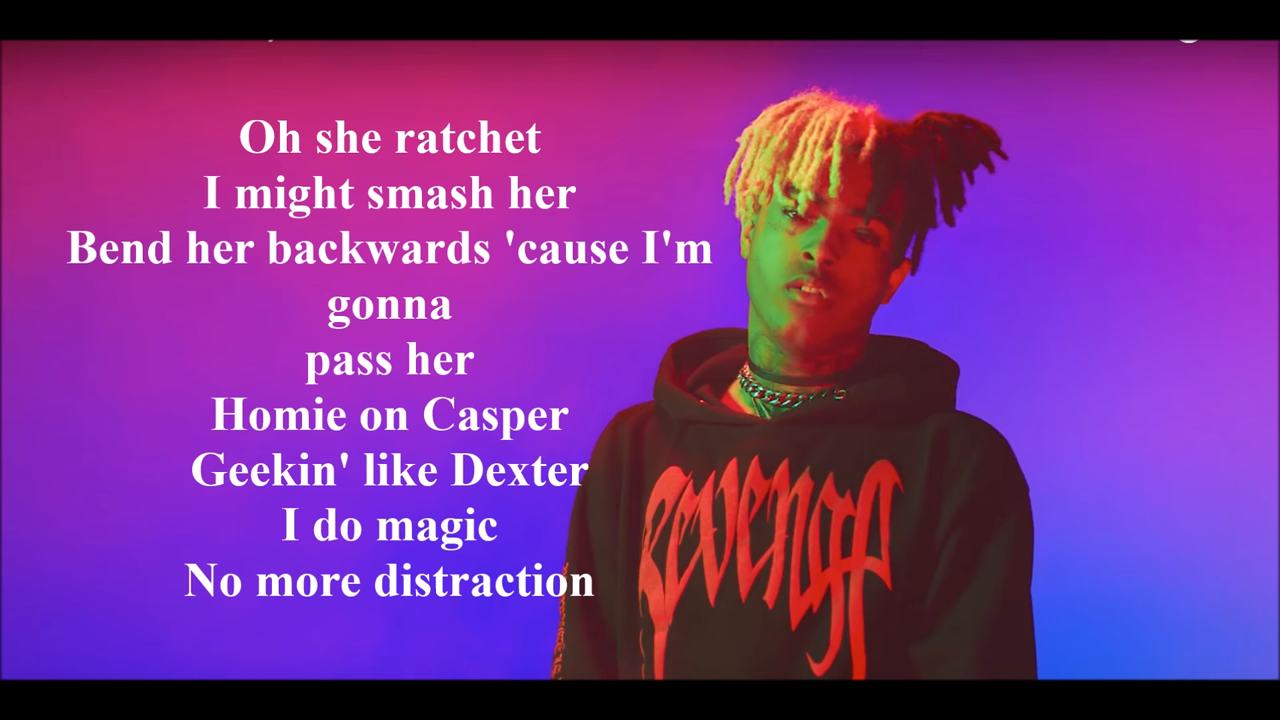 Oh she ratchet
I might smash her
Bend her backwards 'cause I'm
gonna
pass her
Homie on Casper
Geekin' like Dexter
I do magic
No more distraction
Revenge